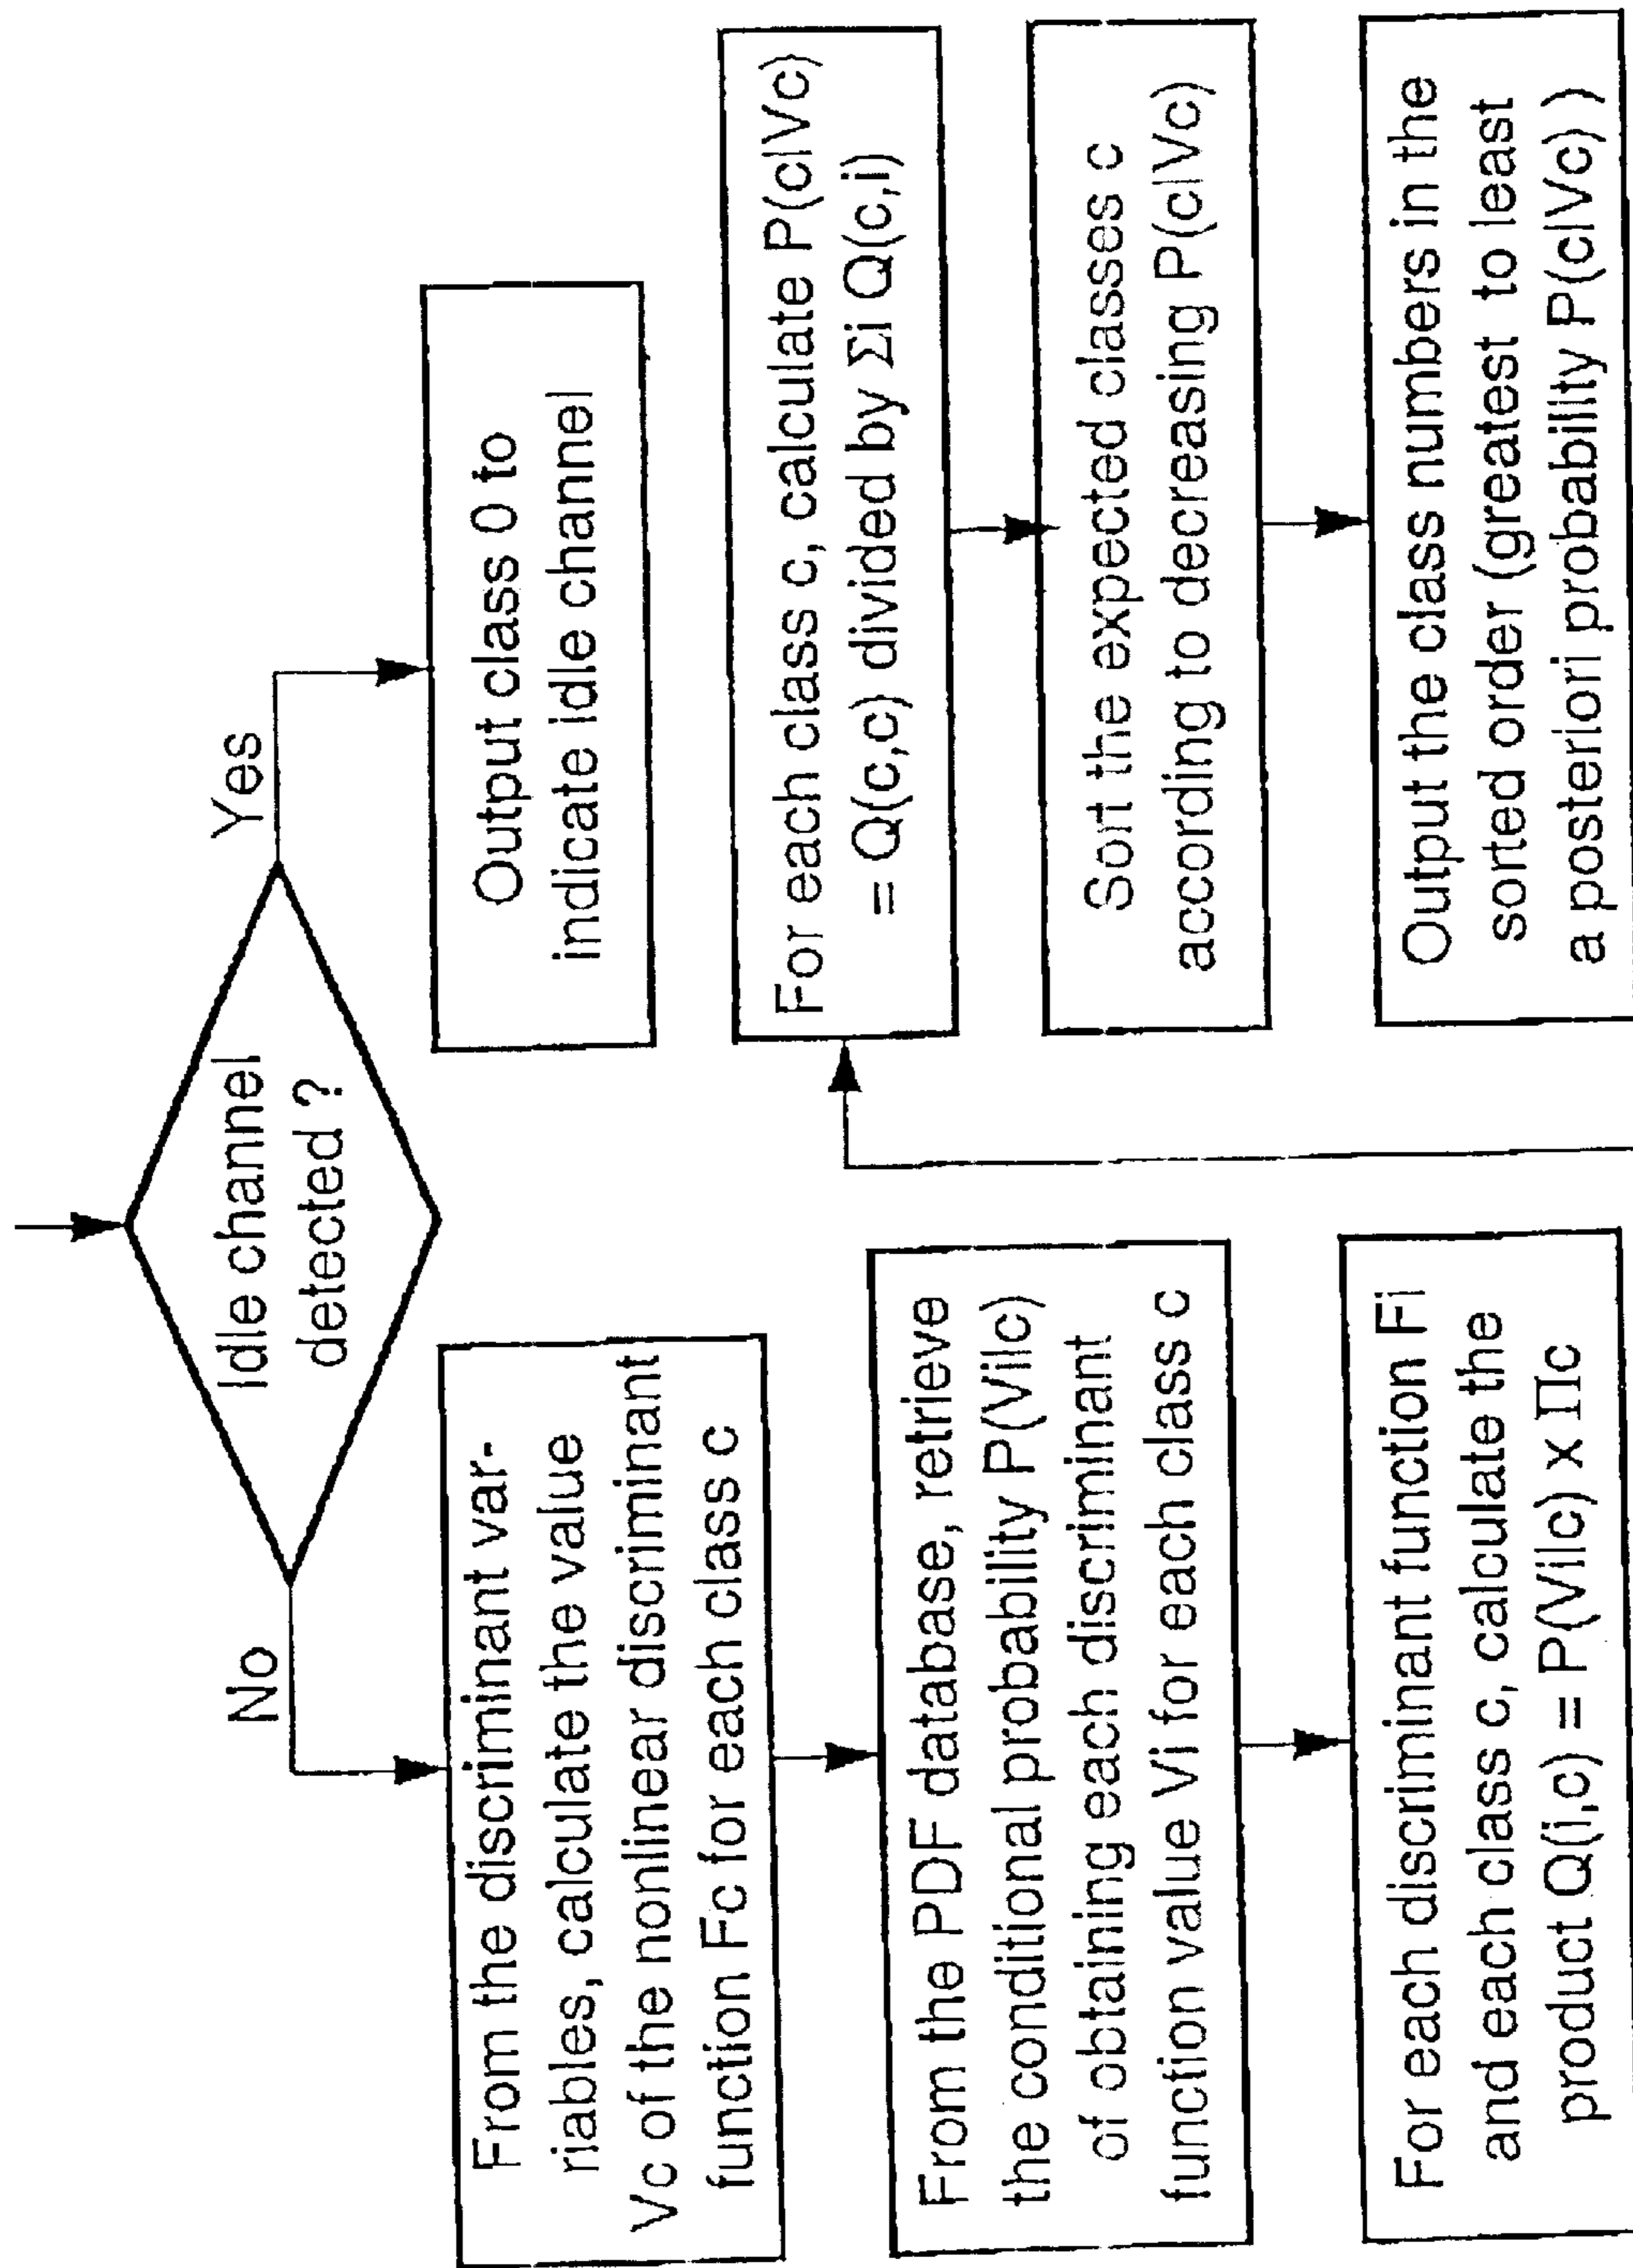 Idle channel
detected ?
No
Yes
From the discriminant var-
riables, calculate the value
Vc of the nonlinear discriminant
function Fc for each class c
From the PDF database, retrieve
the conditional probability P(Vi|c)
of obtaining each discriminant
function value Vi for each class c
For each discriminant function Fi
and each class c, calculate the
product Q(i,c) = P(Vi|c) x Πc
Output class 0 to
indicate idle channel
For each class c, calculate P(c|Vc)
= Q(c,c) divided by Σi Q(c,i)
Sort the expected classes c
according to decreasing P(c|Vc)
Output the class numbers in the
sorted order (greatest to least
a posteriori probability P(c|Vc) )